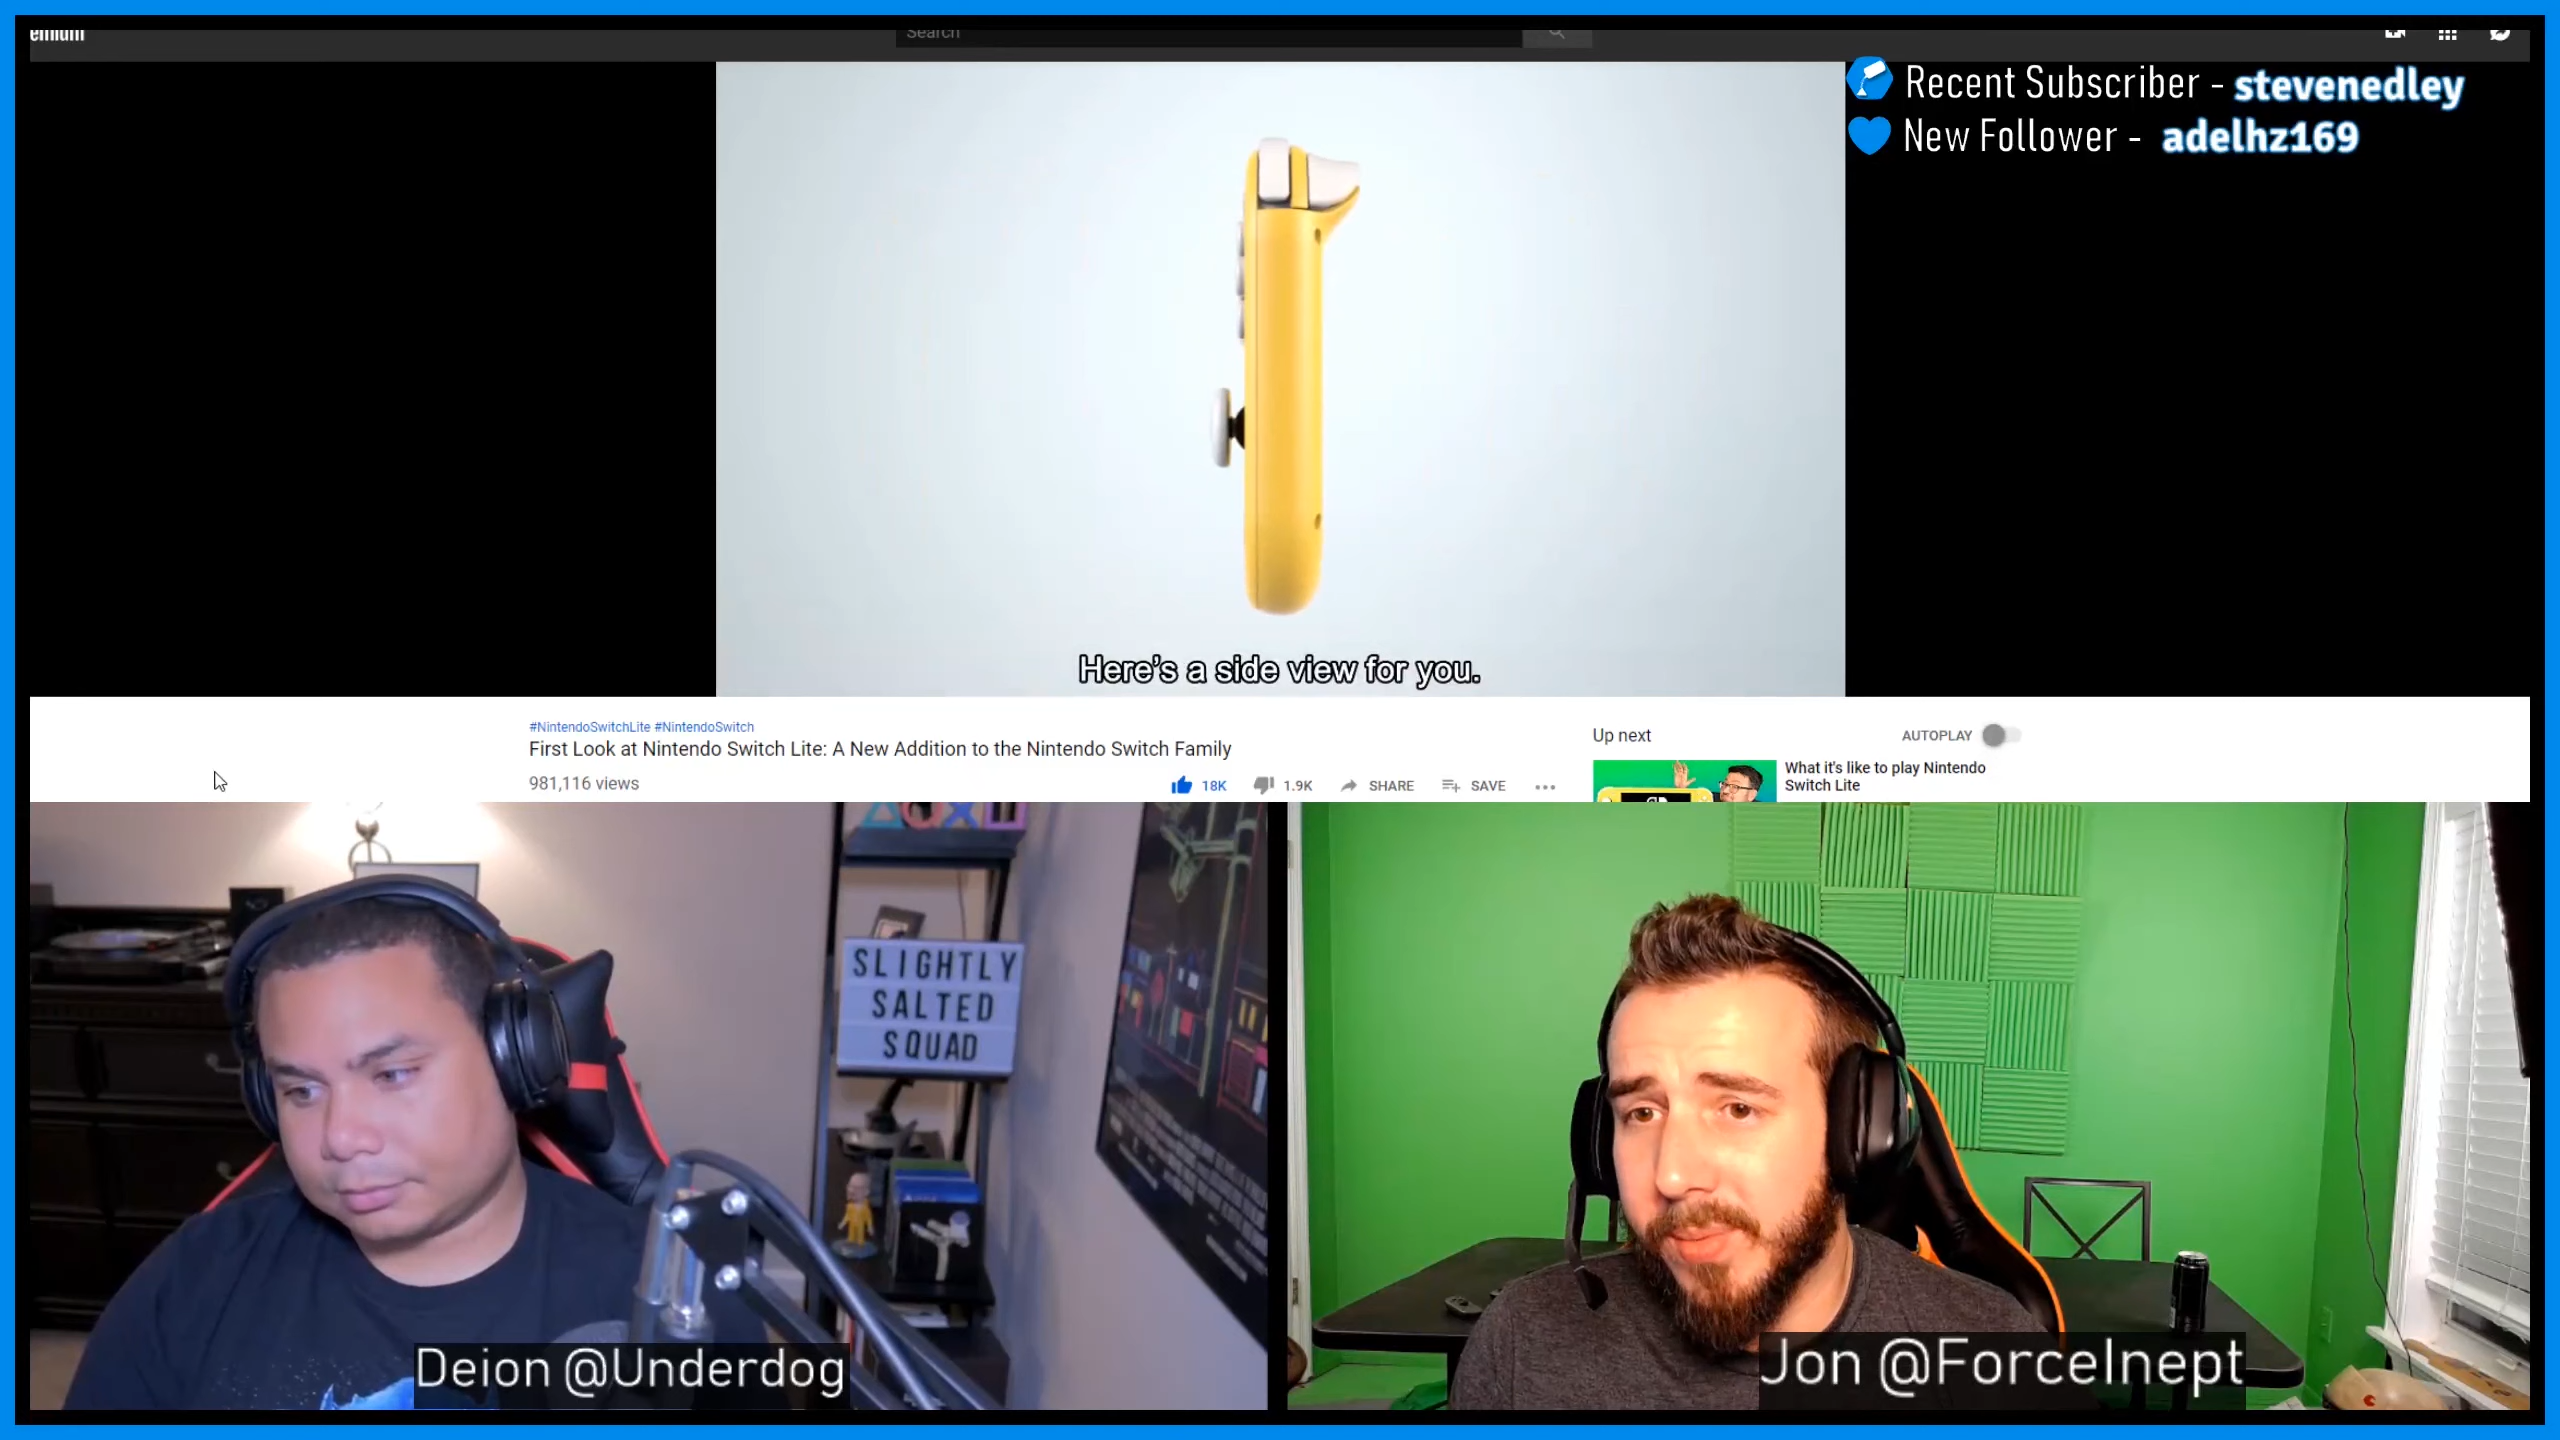 emium
Search
Recent Subscriber - stevenedley
New Follower - adelhz169
Here's a side view for you.
#NintendoSwitchLite #NintendoSwitch
First Look at Nintendo Switch Lite: A New Addition to the Nintendo Switch Family
981,116 views
18K
1.9K
SHARE
SAVE
Up next
AUTOPLAY
What it's like to play Nintendo
Switch Lite
SLIGHTLY
SALTED
SQUAD
Deion @Underdog
Jon @ForceInept